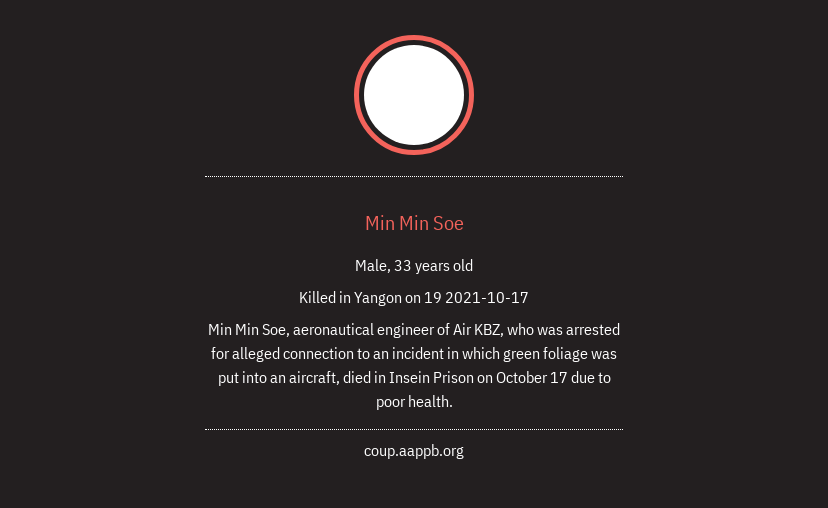 Min Min Soe
Male, 33 years old
Killed in Yangon on 19 2021-10-17
Min Min Soe, aeronautical engineer of Air KBZ, who was arrested
for alleged connection to an incident in which green foliage was
put into an aircraft, died in Insein Prison on October 17 due to
poor health.
coup.aappb.org